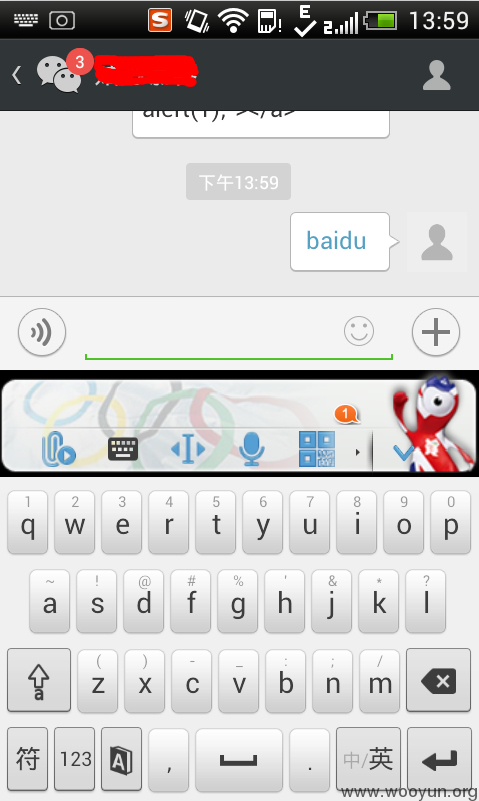 13:59
3
alert(1);"></a>
下午13:59
baidu
1
1 2 3 4 5 6 7 8 9 0
q w e r t y u i o p
~ ! @ # % ' & * ?
a s d f g h j k l
( ) - _ : ; /
a z x c v b n m
符 123 A , . 中/英
www.wooyun.org